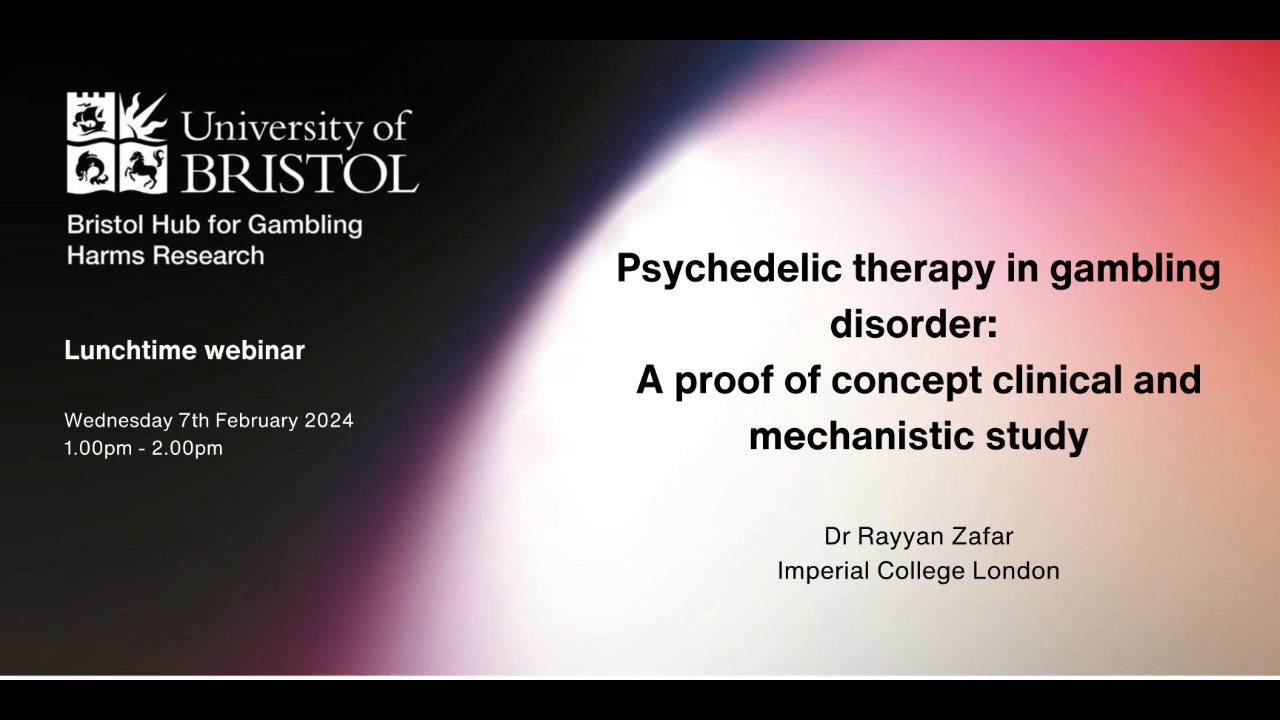 University of
BRISTOL
Bristol Hub for Gambling
Harms Research
Lunchtime webinar
Wednesday 7th February 2024
1.00pm - 2.00pm
Psychedelic therapy in gambling
disorder:
A proof of concept clinical and
mechanistic study
Dr Rayyan Zafar
Imperial College London